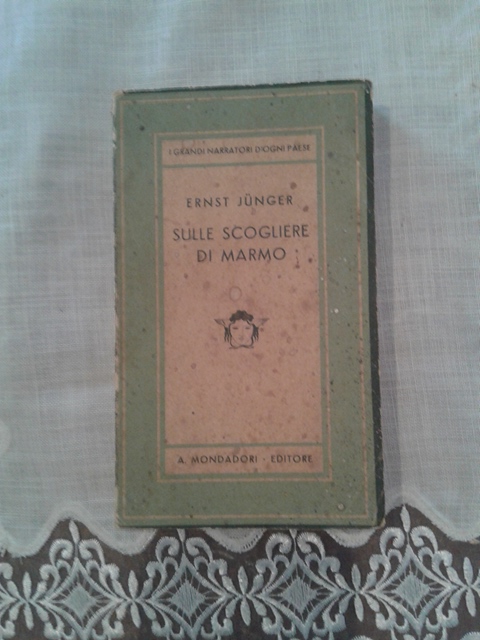 I GRANDI NARRATORI D'OGNI PAESE
ERNST JÜNGER
SULLE SCOGLIERE
DI MARMO
A. MONDADORI - EDITORE